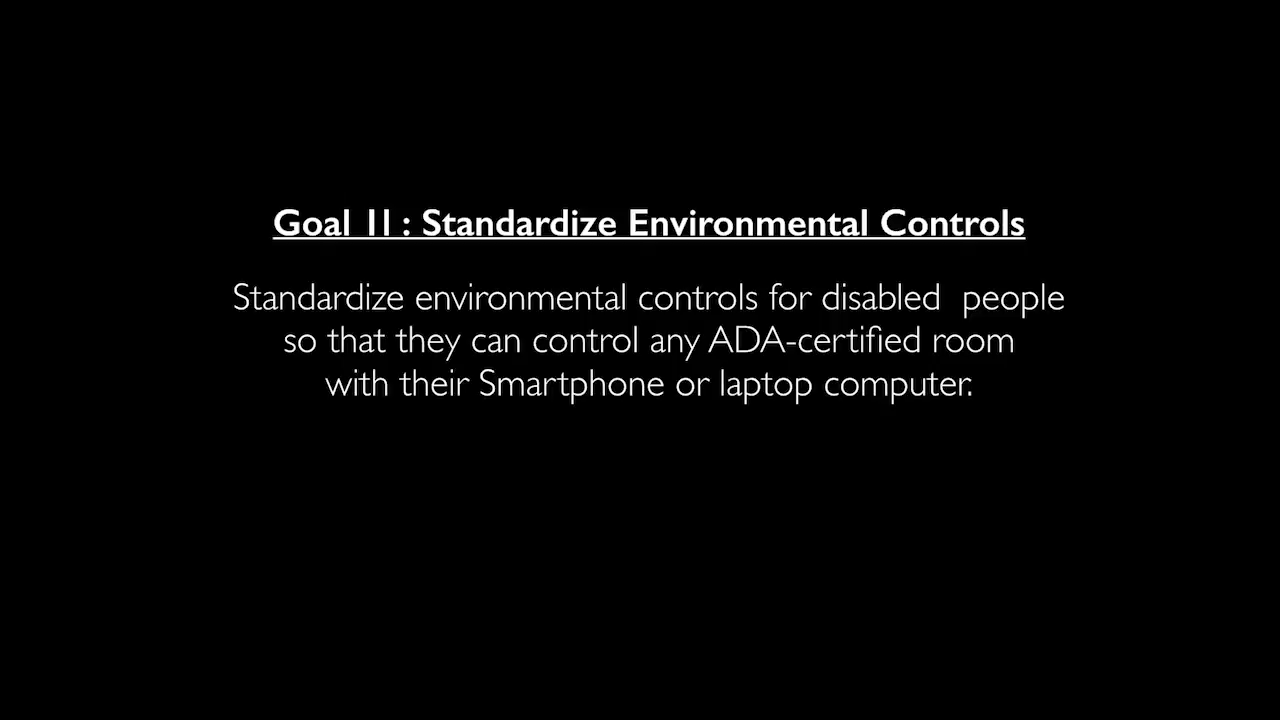 Goal 11 : Standardize Environmental Controls
Standardize environmental controls for disabled  people
so that they can control any ADA-certified room
with their Smartphone or laptop computer.